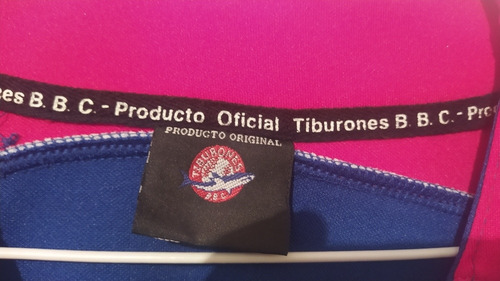 es B. B. C.- Producto Oficial Tiburones B. B. C.- Pro
PRODUCTO ORIGINAL
TIBURONES
B.B.C.